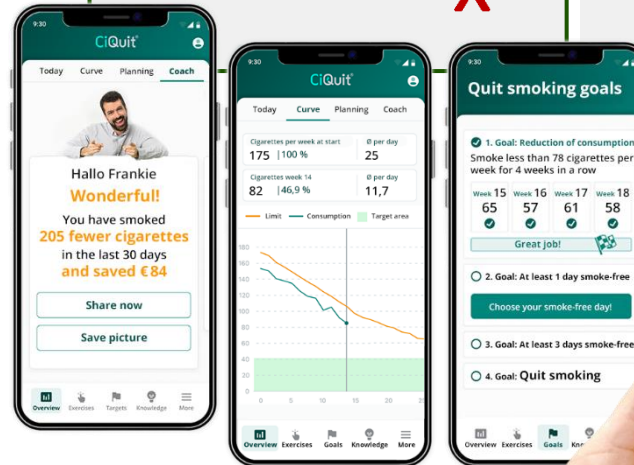 X
9:30
CiQuit®
Today Curve Planning Coach
Hallo Frankie
Wonderful!
You have smoked
205 fewer cigarettes
in the last 30 days
and saved €84
Share now
Save picture
Overview Exercises Targets Knowledge More
9:30
CiQuit®
Today Curve Planning Coach
Cigarettes per week at start Ø per day
175 | 100 % 25
Cigarettes week 14 Ø per day
82 | 46,9 % 11,7
Limit Consumption Target area
180
160
140
120
100
80
60
40
20
0
0 5 10 15 20 25
Overview Exercises Goals Knowledge More
9:30
Quit smoking goals
1. Goal: Reduction of consumption
Smoke less than 78 cigarettes per
week for 4 weeks in a row
Week 15 Week 16 Week 17 Week 18
65 57 61 58
Great job!
2. Goal: At least 1 day smoke-free
Choose your smoke-free day!
3. Goal: At least 3 days smoke-free
4. Goal: Quit smoking
Overview Exercises Goals